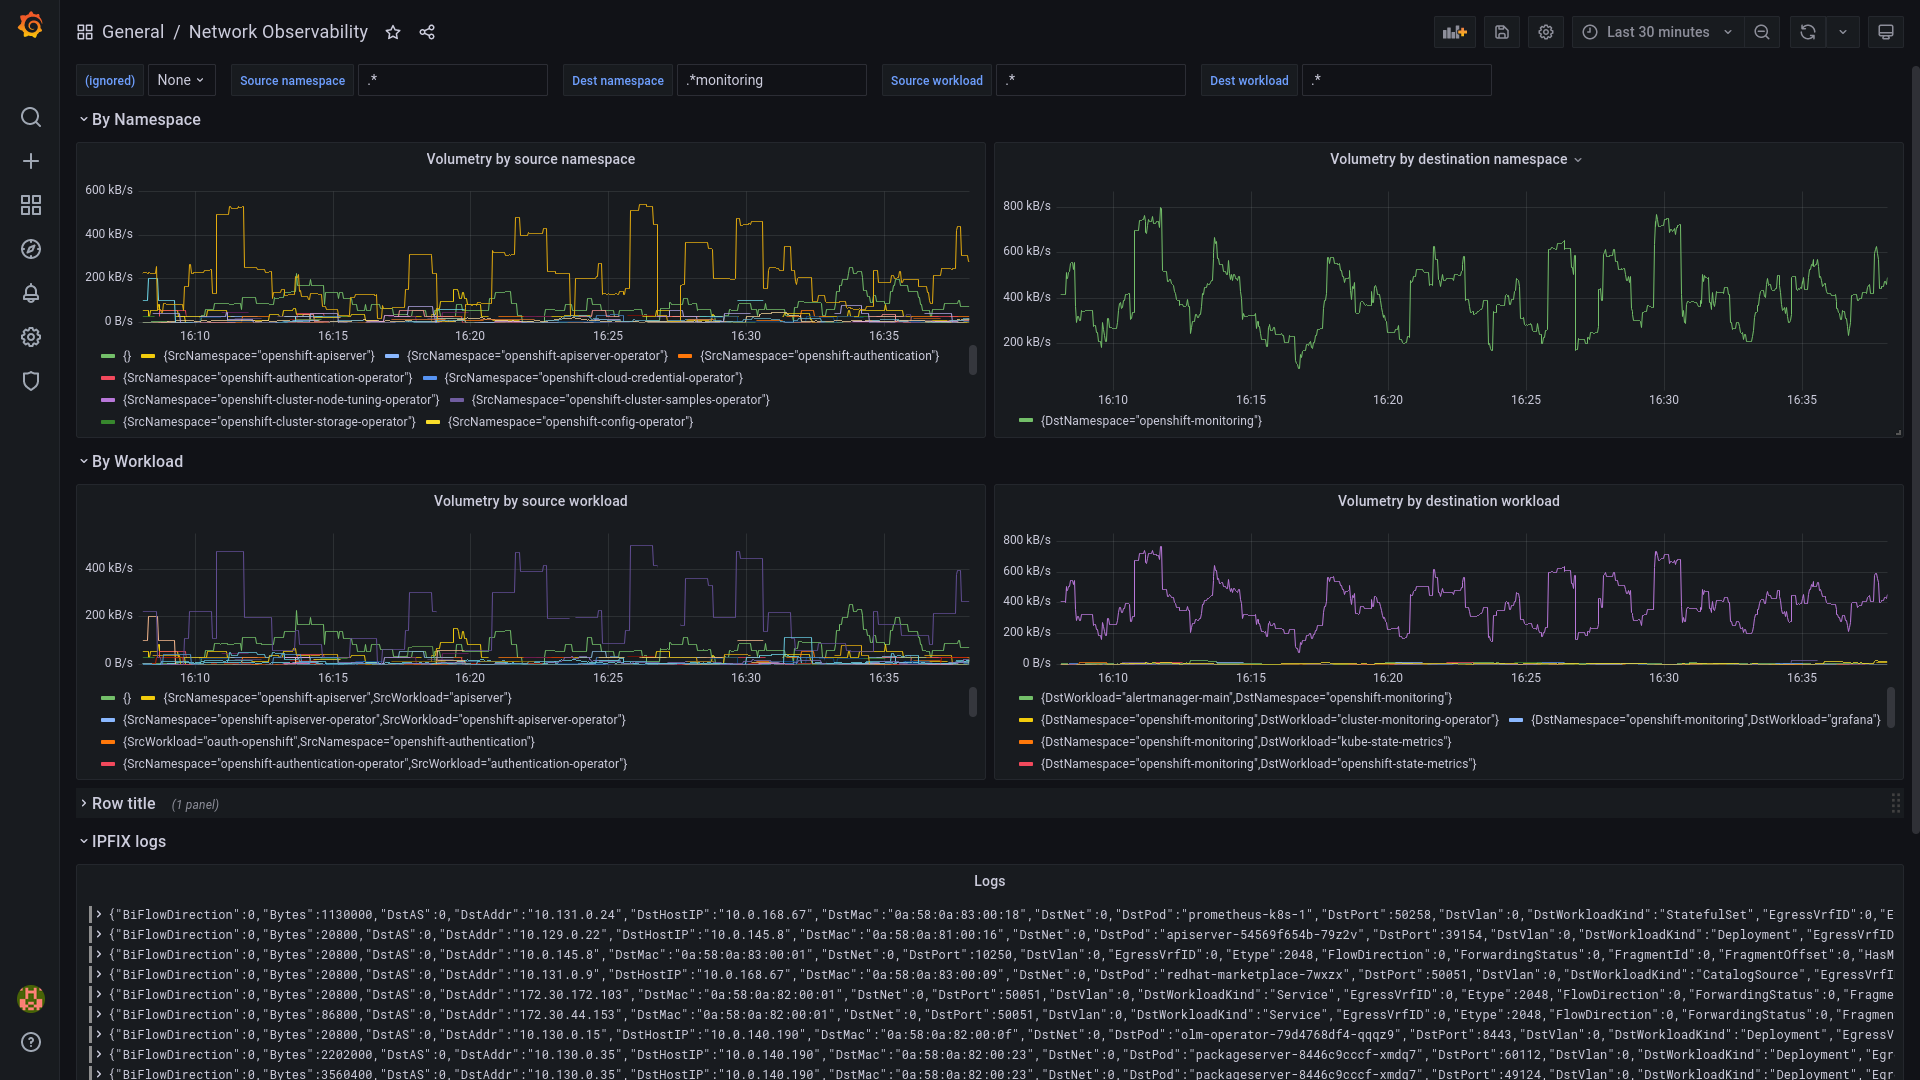 General / Network Observability
Last 30 minutes
(ignored) None Source namespace .* Dest namespace .*monitoring Source workload .* Dest workload .*
By Namespace
Volumetry by source namespace
600 kB/s
400 kB/s
200 kB/s
0 B/s
16:10 16:15 16:20 16:25 16:30 16:35
{} {SrcNamespace="openshift-apiserver"} {SrcNamespace="openshift-apiserver-operator"} {SrcNamespace="openshift-authentication"}
{SrcNamespace="openshift-authentication-operator"} {SrcNamespace="openshift-cloud-credential-operator"}
{SrcNamespace="openshift-cluster-node-tuning-operator"} {SrcNamespace="openshift-cluster-samples-operator"}
{SrcNamespace="openshift-cluster-storage-operator"} {SrcNamespace="openshift-config-operator"}
Volumetry by destination namespace
800 kB/s
600 kB/s
400 kB/s
200 kB/s
16:10 16:15 16:20 16:25 16:30 16:35
{DstNamespace="openshift-monitoring"}
By Workload
Volumetry by source workload
400 kB/s
200 kB/s
0 B/s
16:10 16:15 16:20 16:25 16:30 16:35
{} {SrcNamespace="openshift-apiserver",SrcWorkload="apiserver"}
{SrcNamespace="openshift-apiserver-operator",SrcWorkload="openshift-apiserver-operator"}
{SrcWorkload="oauth-openshift",SrcNamespace="openshift-authentication"}
{SrcNamespace="openshift-authentication-operator",SrcWorkload="authentication-operator"}
Volumetry by destination workload
800 kB/s
600 kB/s
400 kB/s
200 kB/s
0 B/s
16:10 16:15 16:20 16:25 16:30 16:35
{DstWorkload="alertmanager-main",DstNamespace="openshift-monitoring"}
{DstNamespace="openshift-monitoring",DstWorkload="cluster-monitoring-operator"} {DstNamespace="openshift-monitoring",DstWorkload="grafana"}
{DstNamespace="openshift-monitoring",DstWorkload="kube-state-metrics"}
{DstNamespace="openshift-monitoring",DstWorkload="openshift-state-metrics"}
Row title (1 panel)
IPFIX logs
Logs
{"BiFlowDirection":0,"Bytes":1130000,"DstAS":0,"DstAddr":"10.131.0.24","DstHostIP":"10.0.168.67","DstMac":"0a:58:0a:83:00:18","DstNet":0,"DstPod":"prometheus-k8s-1","DstPort":50258,"DstVlan":0,"DstWorkloadKind":"StatefulSet","EgressVrfID":0,"E
{"BiFlowDirection":0,"Bytes":20800,"DstAS":0,"DstAddr":"10.129.0.22","DstHostIP":"10.0.145.8","DstMac":"0a:58:0a:81:00:16","DstNet":0,"DstPod":"apiserver-54569f654b-79z2v","DstPort":39154,"DstVlan":0,"DstWorkloadKind":"Deployment","EgressVrfID
{"BiFlowDirection":0,"Bytes":20800,"DstAS":0,"DstAddr":"10.0.145.8","DstMac":"0a:58:0a:83:00:01","DstNet":0,"DstPort":10250,"DstVlan":0,"EgressVrfID":0,"Etype":2048,"FlowDirection":0,"ForwardingStatus":0,"FragmentId":0,"FragmentOffset":0,"HasM
{"BiFlowDirection":0,"Bytes":20800,"DstAS":0,"DstAddr":"10.131.0.9","DstHostIP":"10.0.168.67","DstMac":"0a:58:0a:83:00:09","DstNet":0,"DstPod":"redhat-marketplace-7wxzx","DstPort":50051,"DstVlan":0,"DstWorkloadKind":"CatalogSource","EgressVrfI
{"BiFlowDirection":0,"Bytes":20800,"DstAS":0,"DstAddr":"172.30.172.103","DstMac":"0a:58:0a:82:00:01","DstNet":0,"DstPort":50051,"DstVlan":0,"DstWorkloadKind":"Service","EgressVrfID":0,"Etype":2048,"FlowDirection":0,"ForwardingStatus":0,"Fragme
{"BiFlowDirection":0,"Bytes":86800,"DstAS":0,"DstAddr":"172.30.44.153","DstMac":"0a:58:0a:82:00:01","DstNet":0,"DstPort":50051,"DstVlan":0,"DstWorkloadKind":"Service","EgressVrfID":0,"Etype":2048,"FlowDirection":0,"ForwardingStatus":0,"Fragmen
{"BiFlowDirection":0,"Bytes":20800,"DstAS":0,"DstAddr":"10.130.0.15","DstHostIP":"10.0.140.190","DstMac":"0a:58:0a:82:00:0f","DstNet":0,"DstPod":"olm-operator-79d4768df4-qqqz9","DstPort":8443,"DstVlan":0,"DstWorkloadKind":"Deployment","EgressV
{"BiFlowDirection":0,"Bytes":2202000,"DstAS":0,"DstAddr":"10.130.0.35","DstHostIP":"10.0.140.190","DstMac":"0a:58:0a:82:00:23","DstNet":0,"DstPod":"packageserver-8446c9cccf-xmdq7","DstPort":60112,"DstVlan":0,"DstWorkloadKind":"Deployment","Egr
{"BiFlowDirection":0,"Bytes":3560400,"DstAS":0,"DstAddr":"10.130.0.35","DstHostIP":"10.0.140.190","DstMac":"0a:58:0a:82:00:23","DstNet":0,"DstPod":"packageserver-8446c9cccf-xmdq7","DstPort":49124,"DstVlan":0,"DstWorkloadKind":"Deployment","Egr